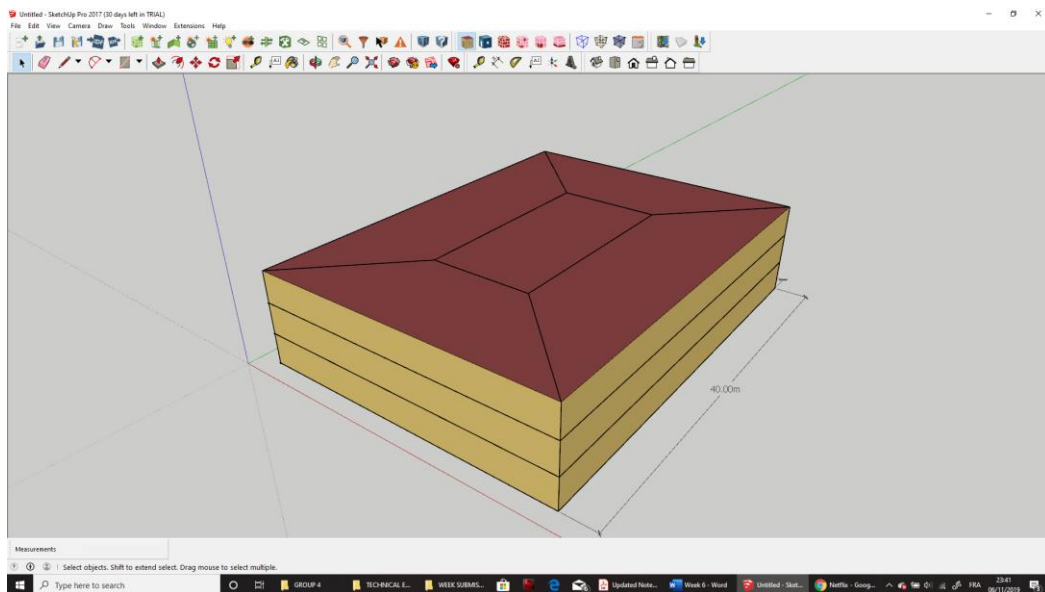 Untitled - SketchUp Pro 2017 (30 days left in TRIAL)
File Edit View Camera Draw Tools Window Extensions Help
40.00m
Measurements
Select objects. Shift to extend select. Drag mouse to select multiple.
Type here to search
GROUP 4
TECHNICAL E...
WEEK SUBMIS...
Updated Note...
Week 6 - Word
Untitled - Sket...
Netflix - Goog...
FRA
23:41
06/11/2019